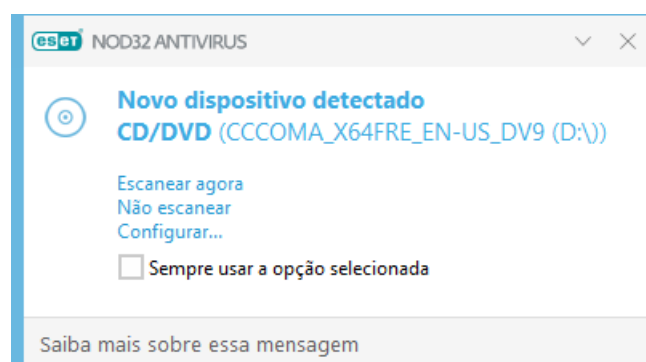 eset NOD32 ANTIVIRUS
Novo dispositivo detectado
CD/DVD (CCCOMA_X64FRE_EN-US_DV9 (D:\))
Escanear agora
Não escanear
Configurar...
Sempre usar a opção selecionada
Saiba mais sobre essa mensagem